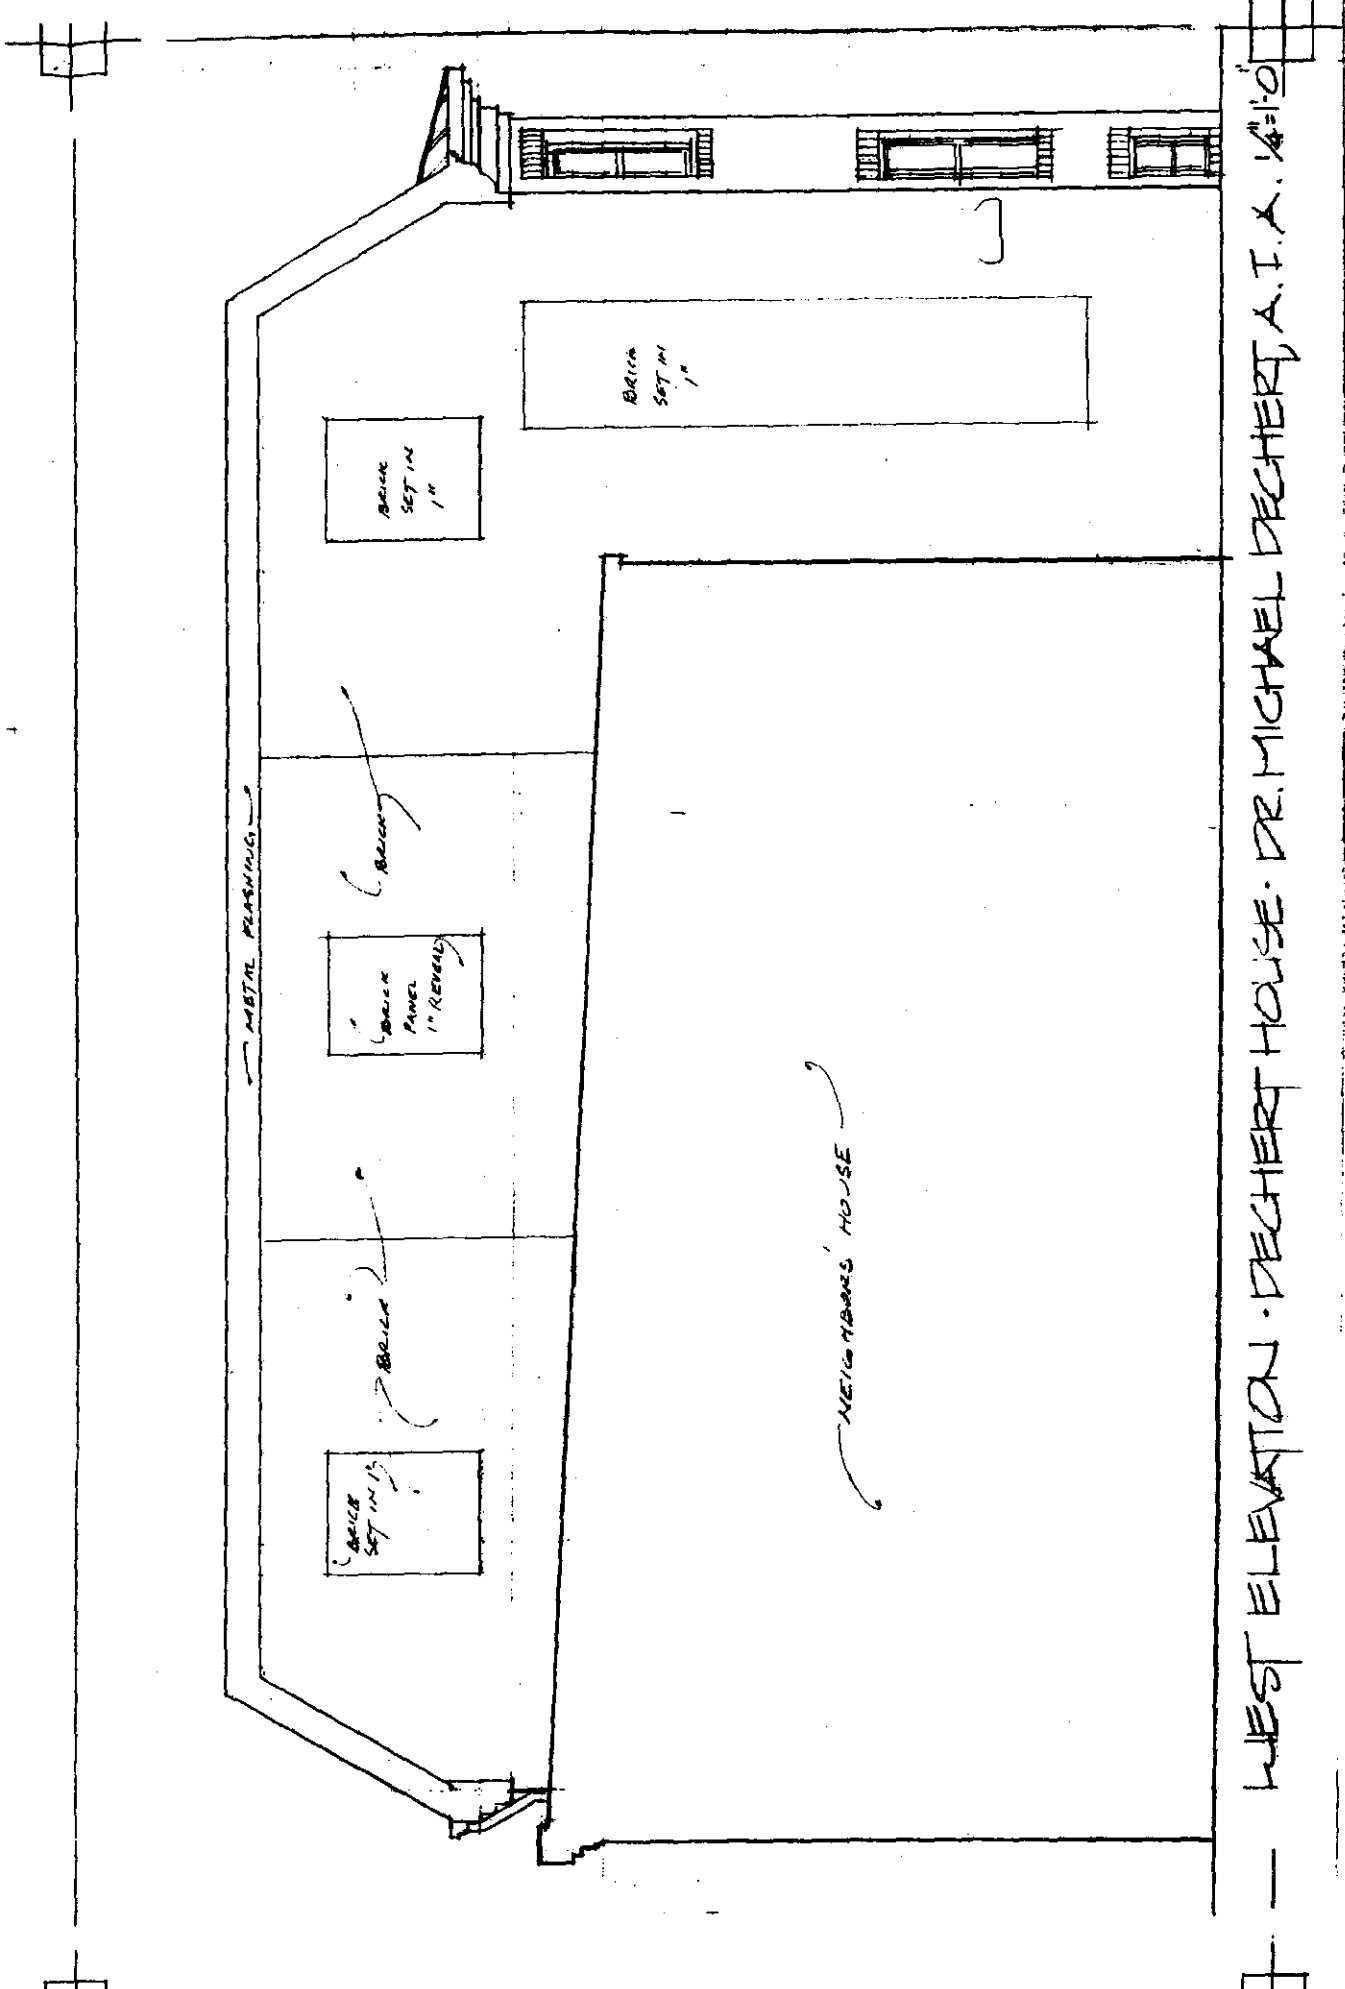 METAL FLASHING
BRICK
SET IN 1"
BRICK
BRICK
PANEL
1" REVEAL
BRICK
BRICK
SET IN
1"
BRICK
SET IN
1"
NEIGHBORS' HOUSE
WEST ELEVATION · DECHERT HOUSE · DR. MICHAEL DECHERT, A.I.A. 1/4"=1'-0"